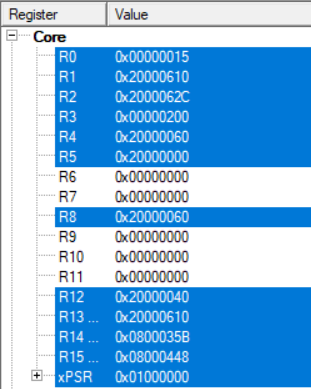 Register Value
Core
R0 0x00000015
R1 0x20000610
R2 0x2000062C
R3 0x00000200
R4 0x20000060
R5 0x20000000
R6 0x00000000
R7 0x00000000
R8 0x20000060
R9 0x00000000
R10 0x00000000
R11 0x00000000
R12 0x20000040
R13 ... 0x20000610
R14 ... 0x0800035B
R15 ... 0x08000448
xPSR 0x01000000